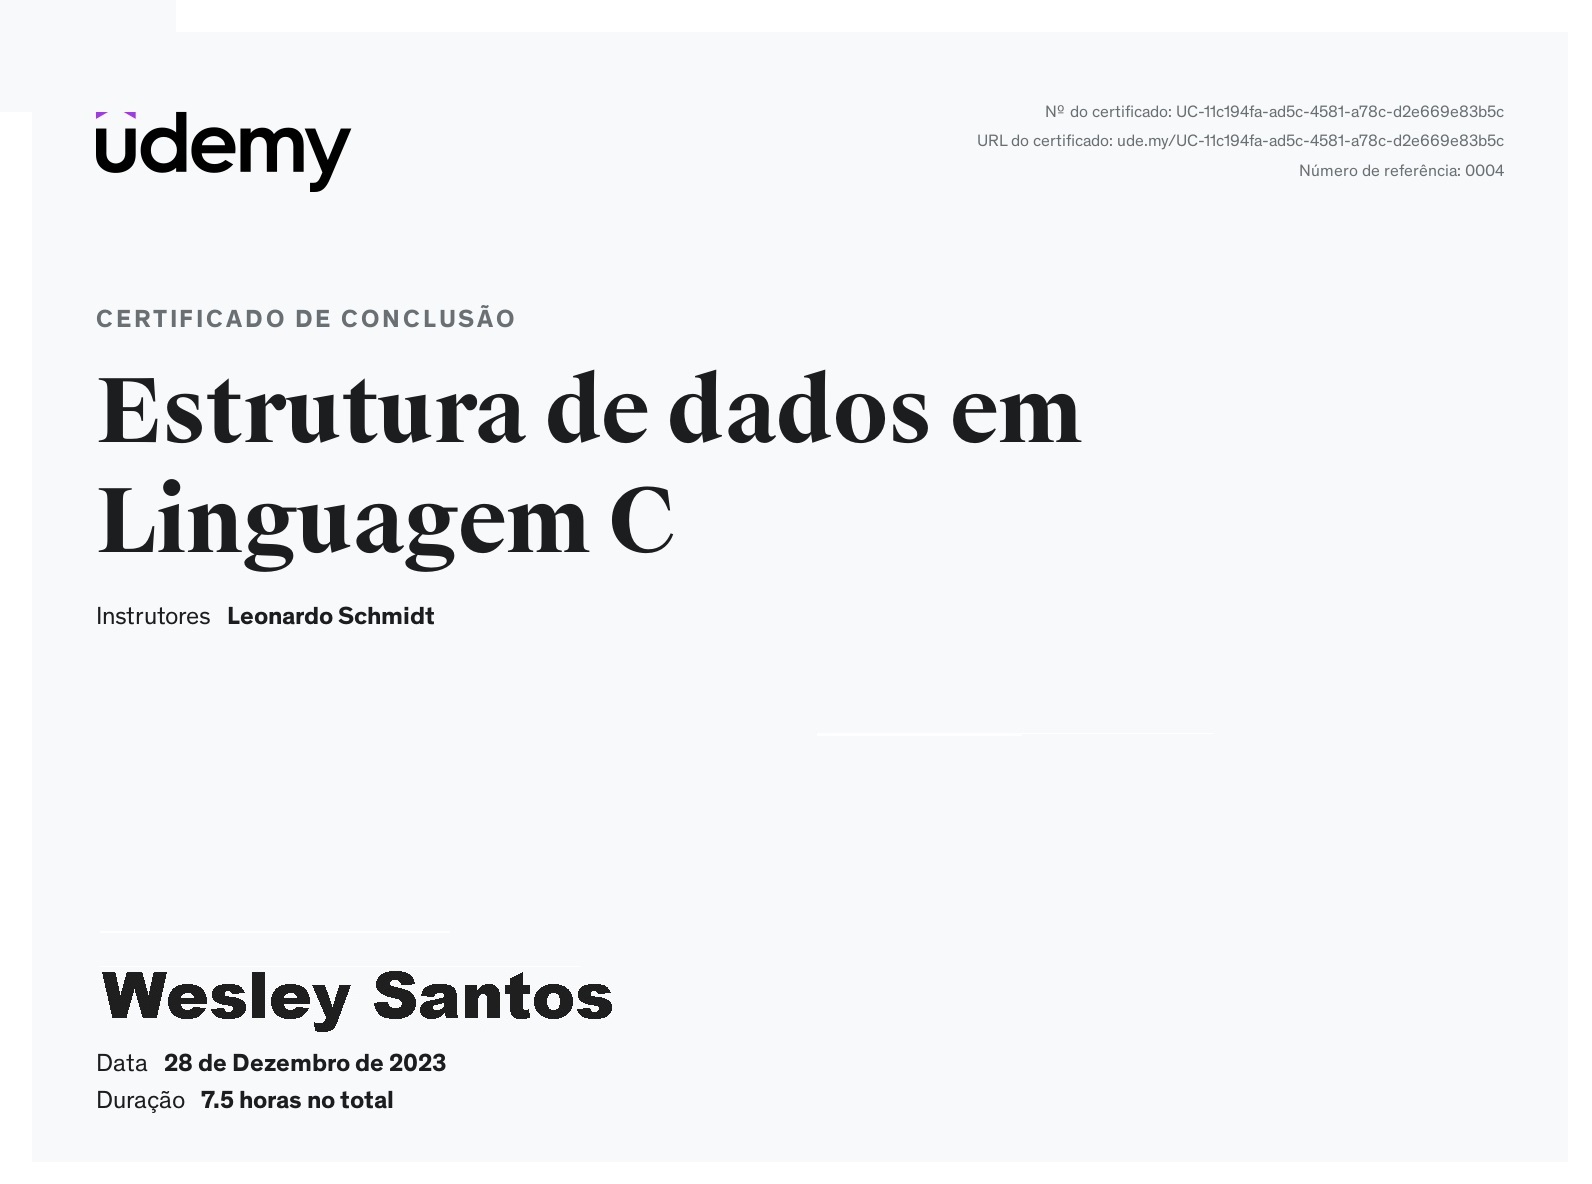 udemy
Nº do certificado: UC-11c194fa-ad5c-4581-a78c-d2e669e83b5c
URL do certificado: ude.my/UC-11c194fa-ad5c-4581-a78c-d2e669e83b5c
Número de referência: 0004
CERTIFICADO DE CONCLUSÃO
Estrutura de dados em
Linguagem C
Instrutores Leonardo Schmidt
Wesley Santos
Data 28 de Dezembro de 2023
Duração 7.5 horas no total